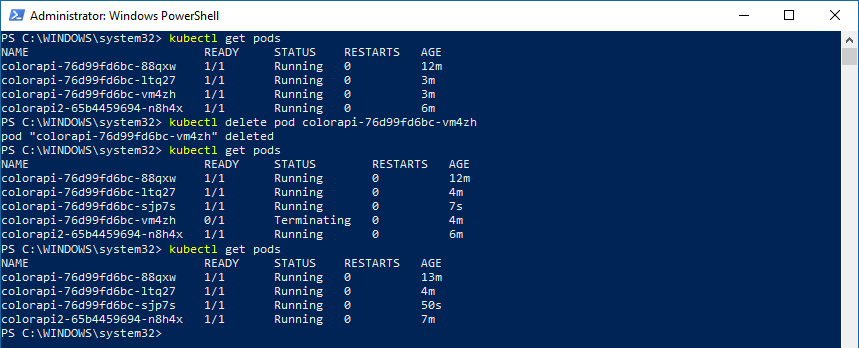 Administrator: Windows PowerShell
PS C:\WINDOWS\system32> kubectl get pods
NAME READY STATUS RESTARTS AGE
colorapi-76d99fd6bc-88qxw 1/1 Running 0 12m
colorapi-76d99fd6bc-ltq27 1/1 Running 0 3m
colorapi-76d99fd6bc-vm4zh 1/1 Running 0 3m
colorapi2-65b4459694-n8h4x 1/1 Running 0 6m
PS C:\WINDOWS\system32> kubectl delete pod colorapi-76d99fd6bc-vm4zh
pod "colorapi-76d99fd6bc-vm4zh" deleted
PS C:\WINDOWS\system32> kubectl get pods
NAME READY STATUS RESTARTS AGE
colorapi-76d99fd6bc-88qxw 1/1 Running 0 12m
colorapi-76d99fd6bc-ltq27 1/1 Running 0 4m
colorapi-76d99fd6bc-sjp7s 1/1 Running 0 7s
colorapi-76d99fd6bc-vm4zh 0/1 Terminating 0 4m
colorapi2-65b4459694-n8h4x 1/1 Running 0 6m
PS C:\WINDOWS\system32> kubectl get pods
NAME READY STATUS RESTARTS AGE
colorapi-76d99fd6bc-88qxw 1/1 Running 0 13m
colorapi-76d99fd6bc-ltq27 1/1 Running 0 4m
colorapi-76d99fd6bc-sjp7s 1/1 Running 0 50s
colorapi2-65b4459694-n8h4x 1/1 Running 0 7m
PS C:\WINDOWS\system32>